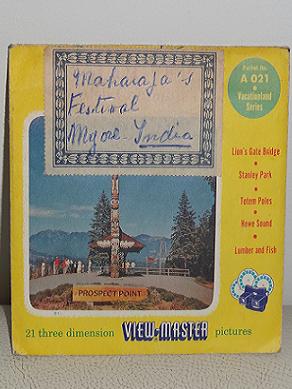 Packet No.
A 021
Vacationland
Series
Maharaja's
Festival
Mysore-India
Lion's Gate Bridge
Stanley Park
Totem Poles
Howe Sound
Lumber and Fish
PROSPECT POINT
21 three dimension VIEW-MASTER pictures